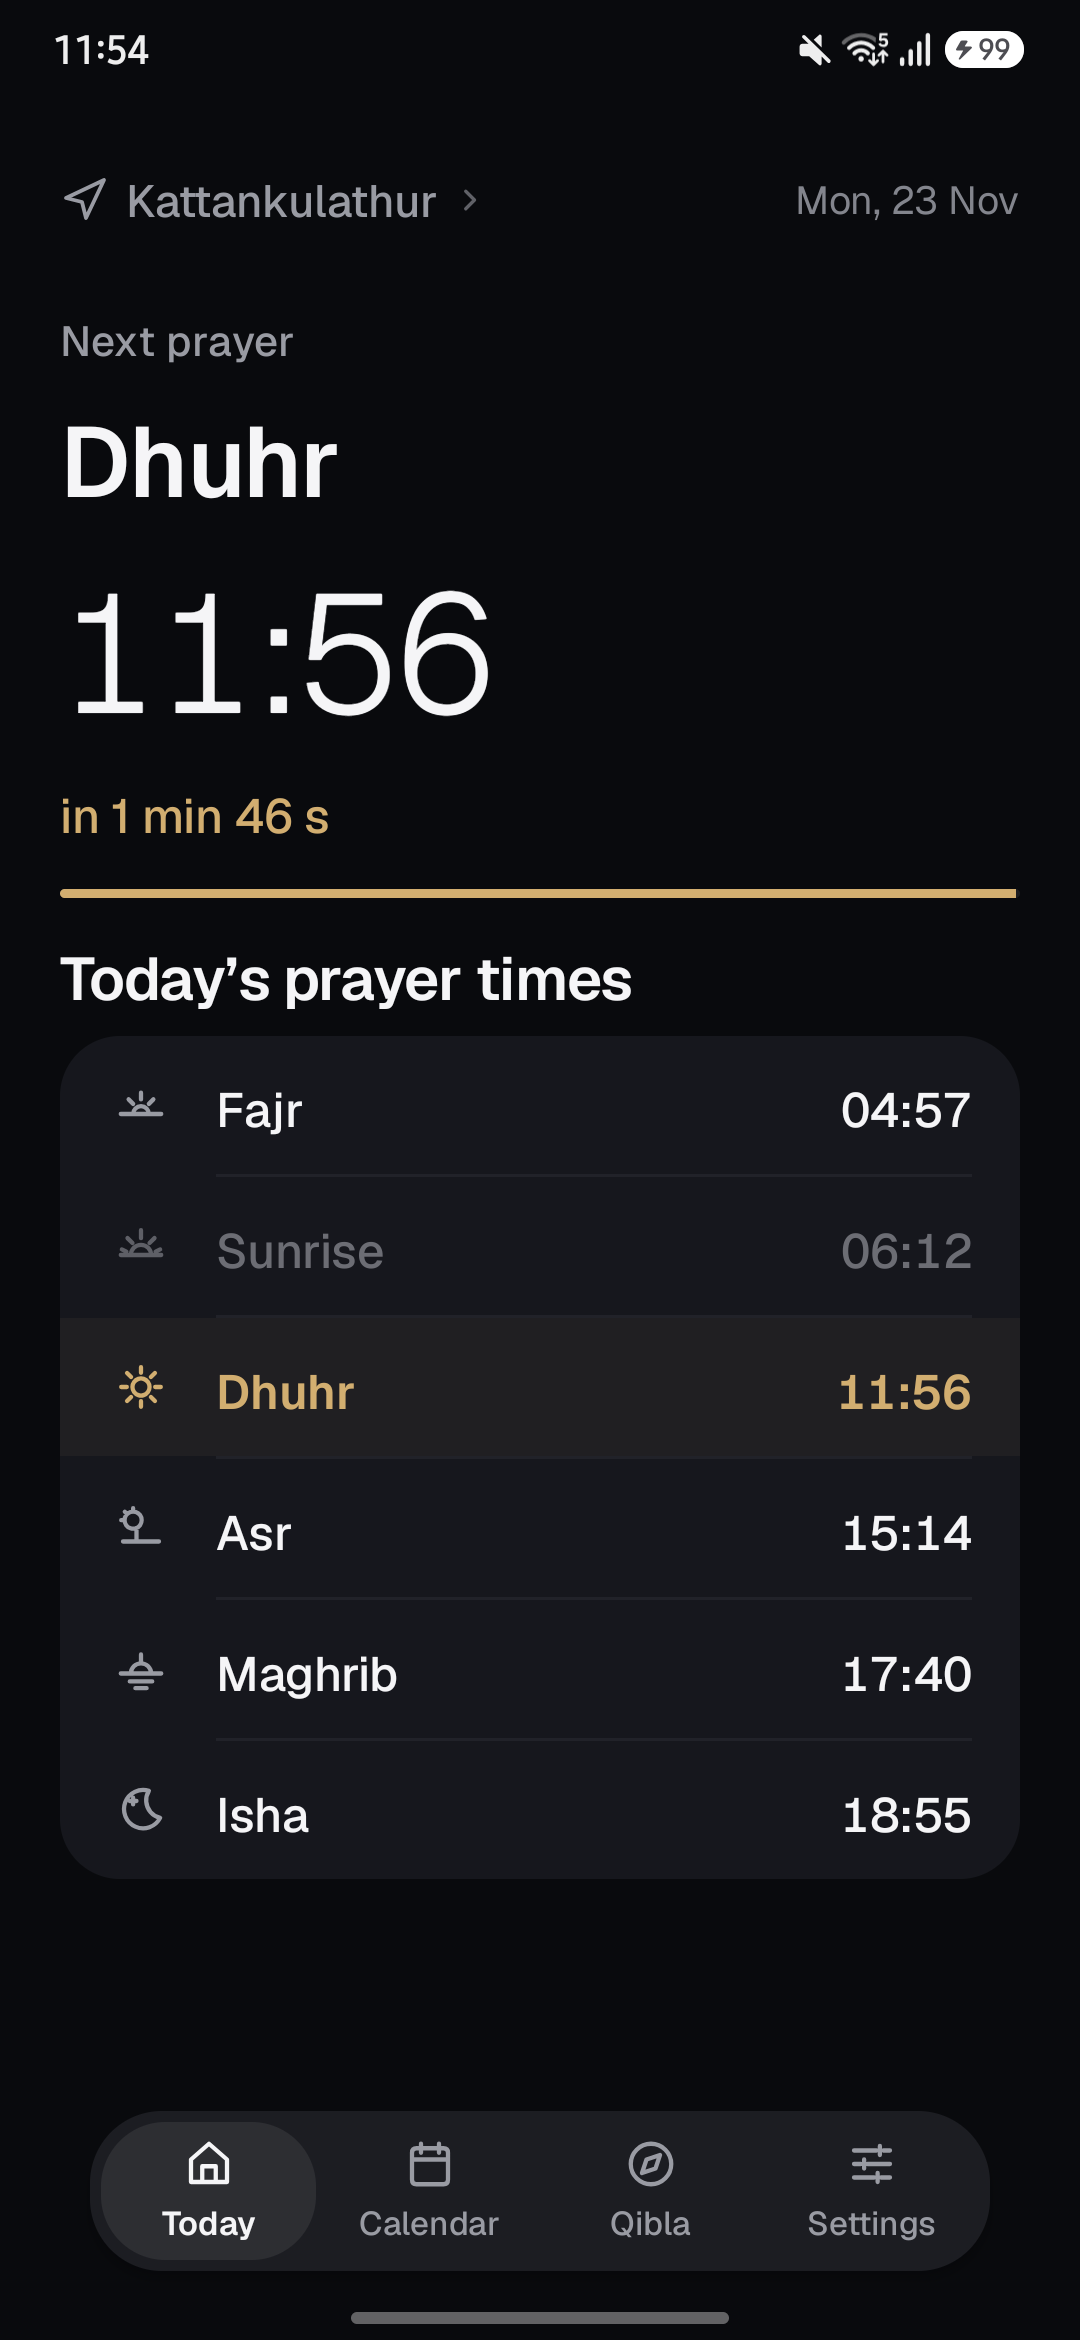 11:54
5
99
Kattankulathur
Mon, 23 Nov
Next prayer
Dhuhr
11:56
in 1 min 46 s
Today’s prayer times
Fajr 04:57
Sunrise 06:12
Dhuhr 11:56
Asr 15:14
Maghrib 17:40
Isha 18:55
Today Calendar Qibla Settings